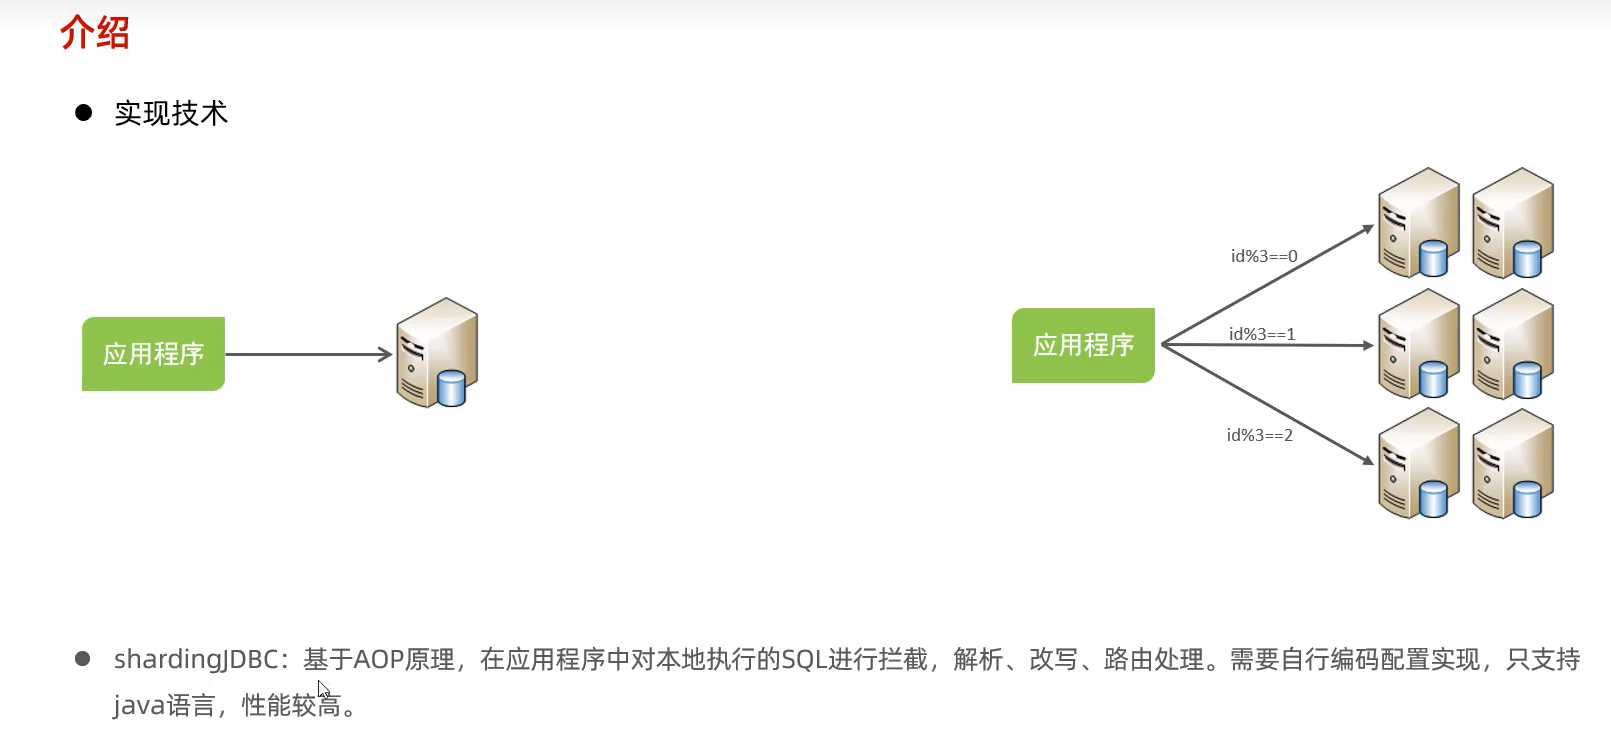 介绍
实现技术
应用程序
应用程序
id%3==0
id%3==1
id%3==2
shardingJDBC：基于AOP原理，在应用程序中对本地执行的SQL进行拦截，解析、改写、路由处理。需要自行编码配置实现，只支持
java语言，性能较高。